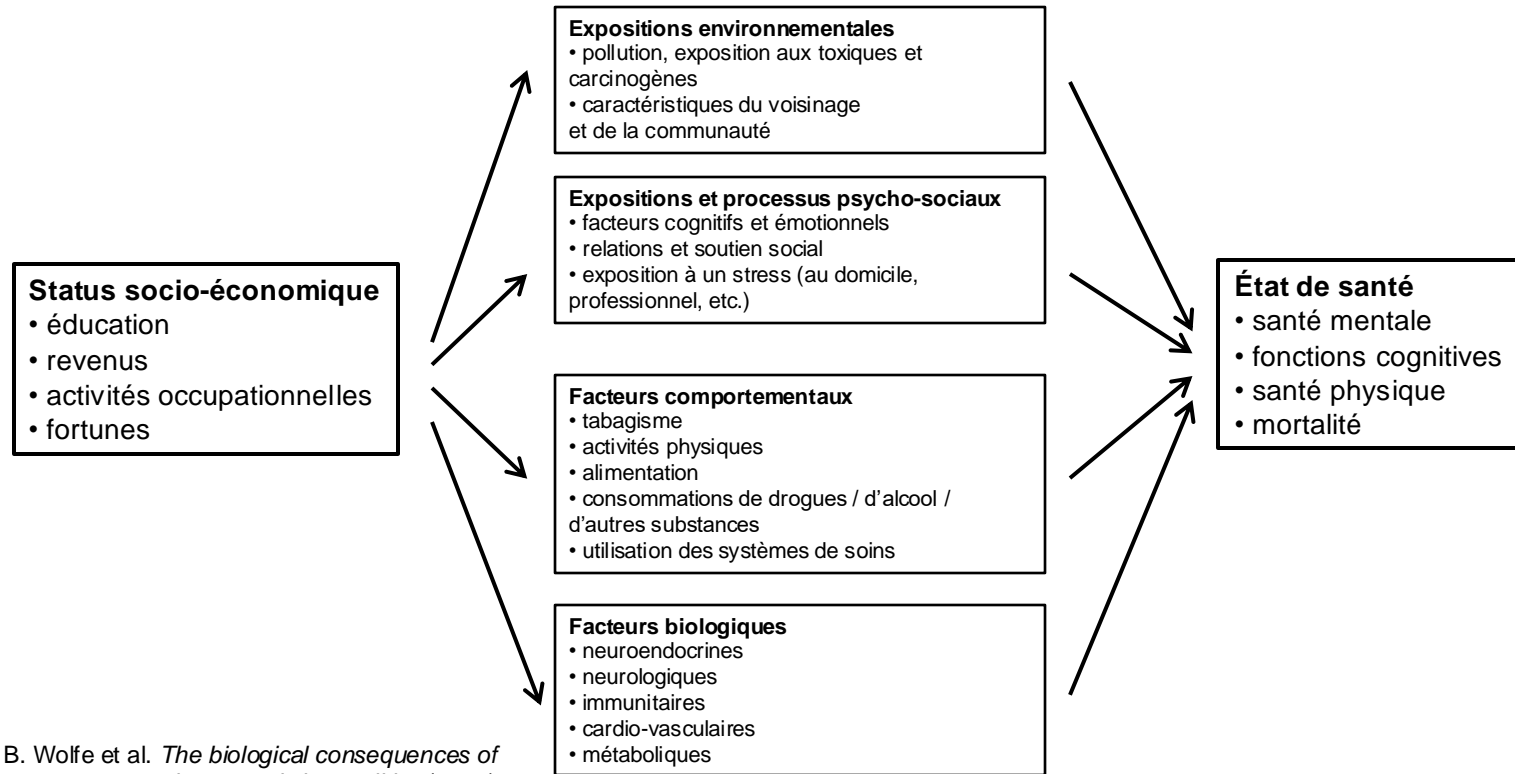 Expositions environnementales
• pollution, exposition aux toxiques et
carcinogènes
• caractéristiques du voisinage
et de la communauté
Expositions et processus psycho-sociaux
• facteurs cognitifs et émotionnels
• relations et soutien social
• exposition à un stress (au domicile,
professionnel, etc.)
Status socio-économique
• éducation
• revenus
• activités occupationnelles
• fortunes
État de santé
• santé mentale
• fonctions cognitives
• santé physique
• mortalité
Facteurs comportementaux
• tabagisme
• activités physiques
• alimentation
• consommations de drogues / d'alcool /
d'autres substances
• utilisation des systèmes de soins
Facteurs biologiques
• neuroendocrines
• neurologiques
• immunitaires
• cardio-vasculaires
• métaboliques
B. Wolfe et al. The biological consequences of